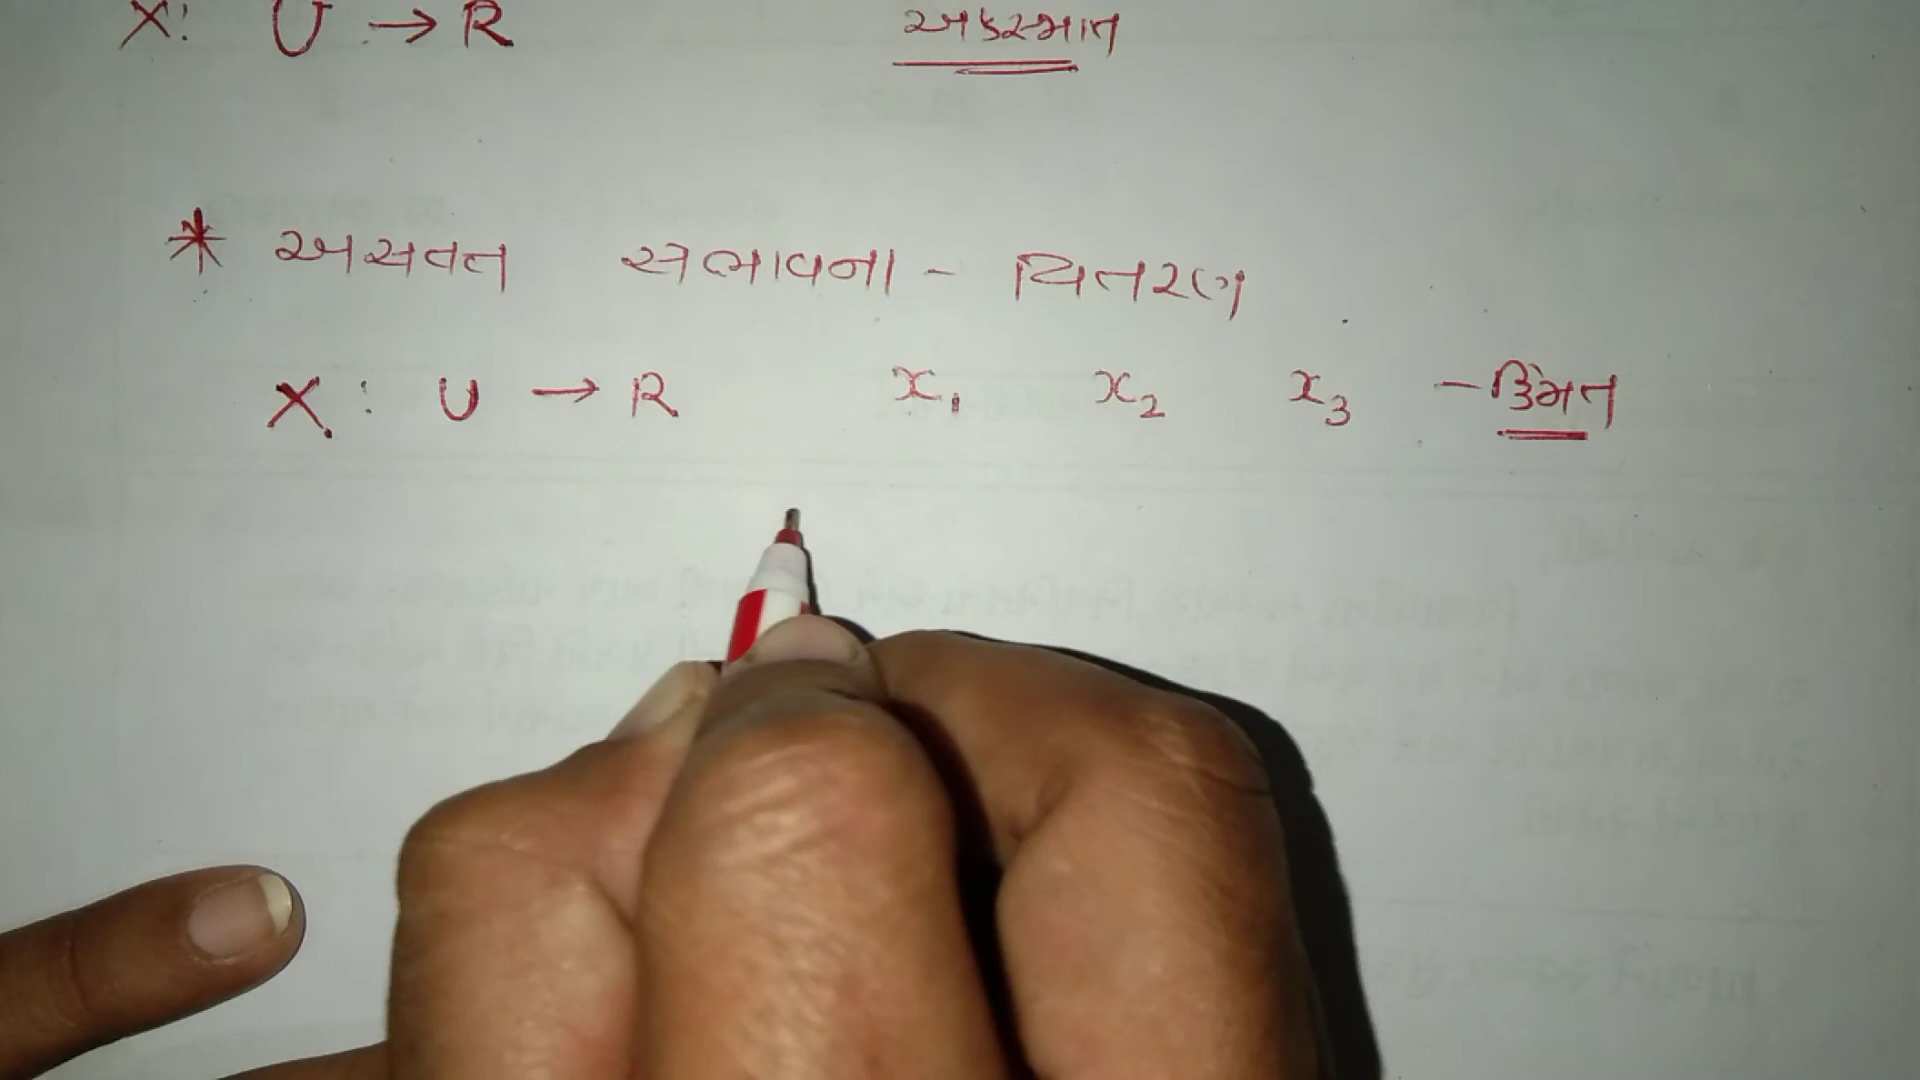 X: U → R અકસ્માત
* અસતત સંભાવના - વિતરણ
X : U → R x₁ x₂ x₃ - કિંમત